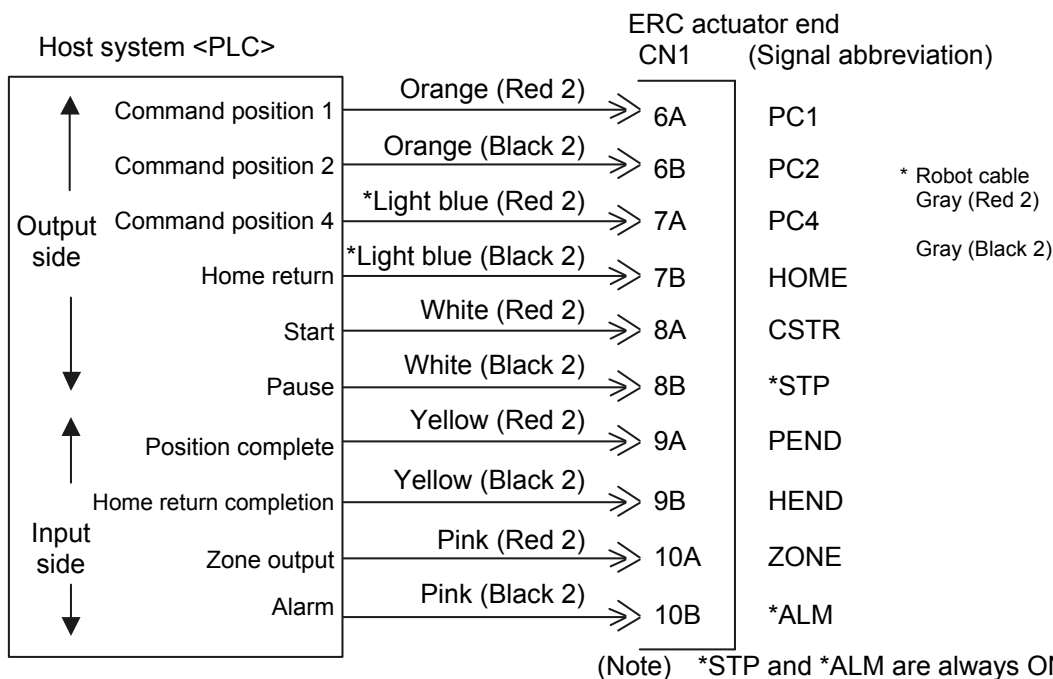 ERC actuator end
Host system <PLC>
CN1 (Signal abbreviation)
Command position 1 Orange (Red 2) 6A PC1
Command position 2 Orange (Black 2) 6B PC2
* Robot cable
Gray (Red 2)
Command position 4 *Light blue (Red 2) 7A PC4
Output
side
Gray (Black 2)
Home return *Light blue (Black 2) 7B HOME
Start White (Red 2) 8A CSTR
Pause White (Black 2) 8B *STP
Position complete Yellow (Red 2) 9A PEND
Home return completion Yellow (Black 2) 9B HEND
Input
side
Zone output Pink (Red 2) 10A ZONE
Alarm Pink (Black 2) 10B *ALM
(Note) *STP and *ALM are always ON